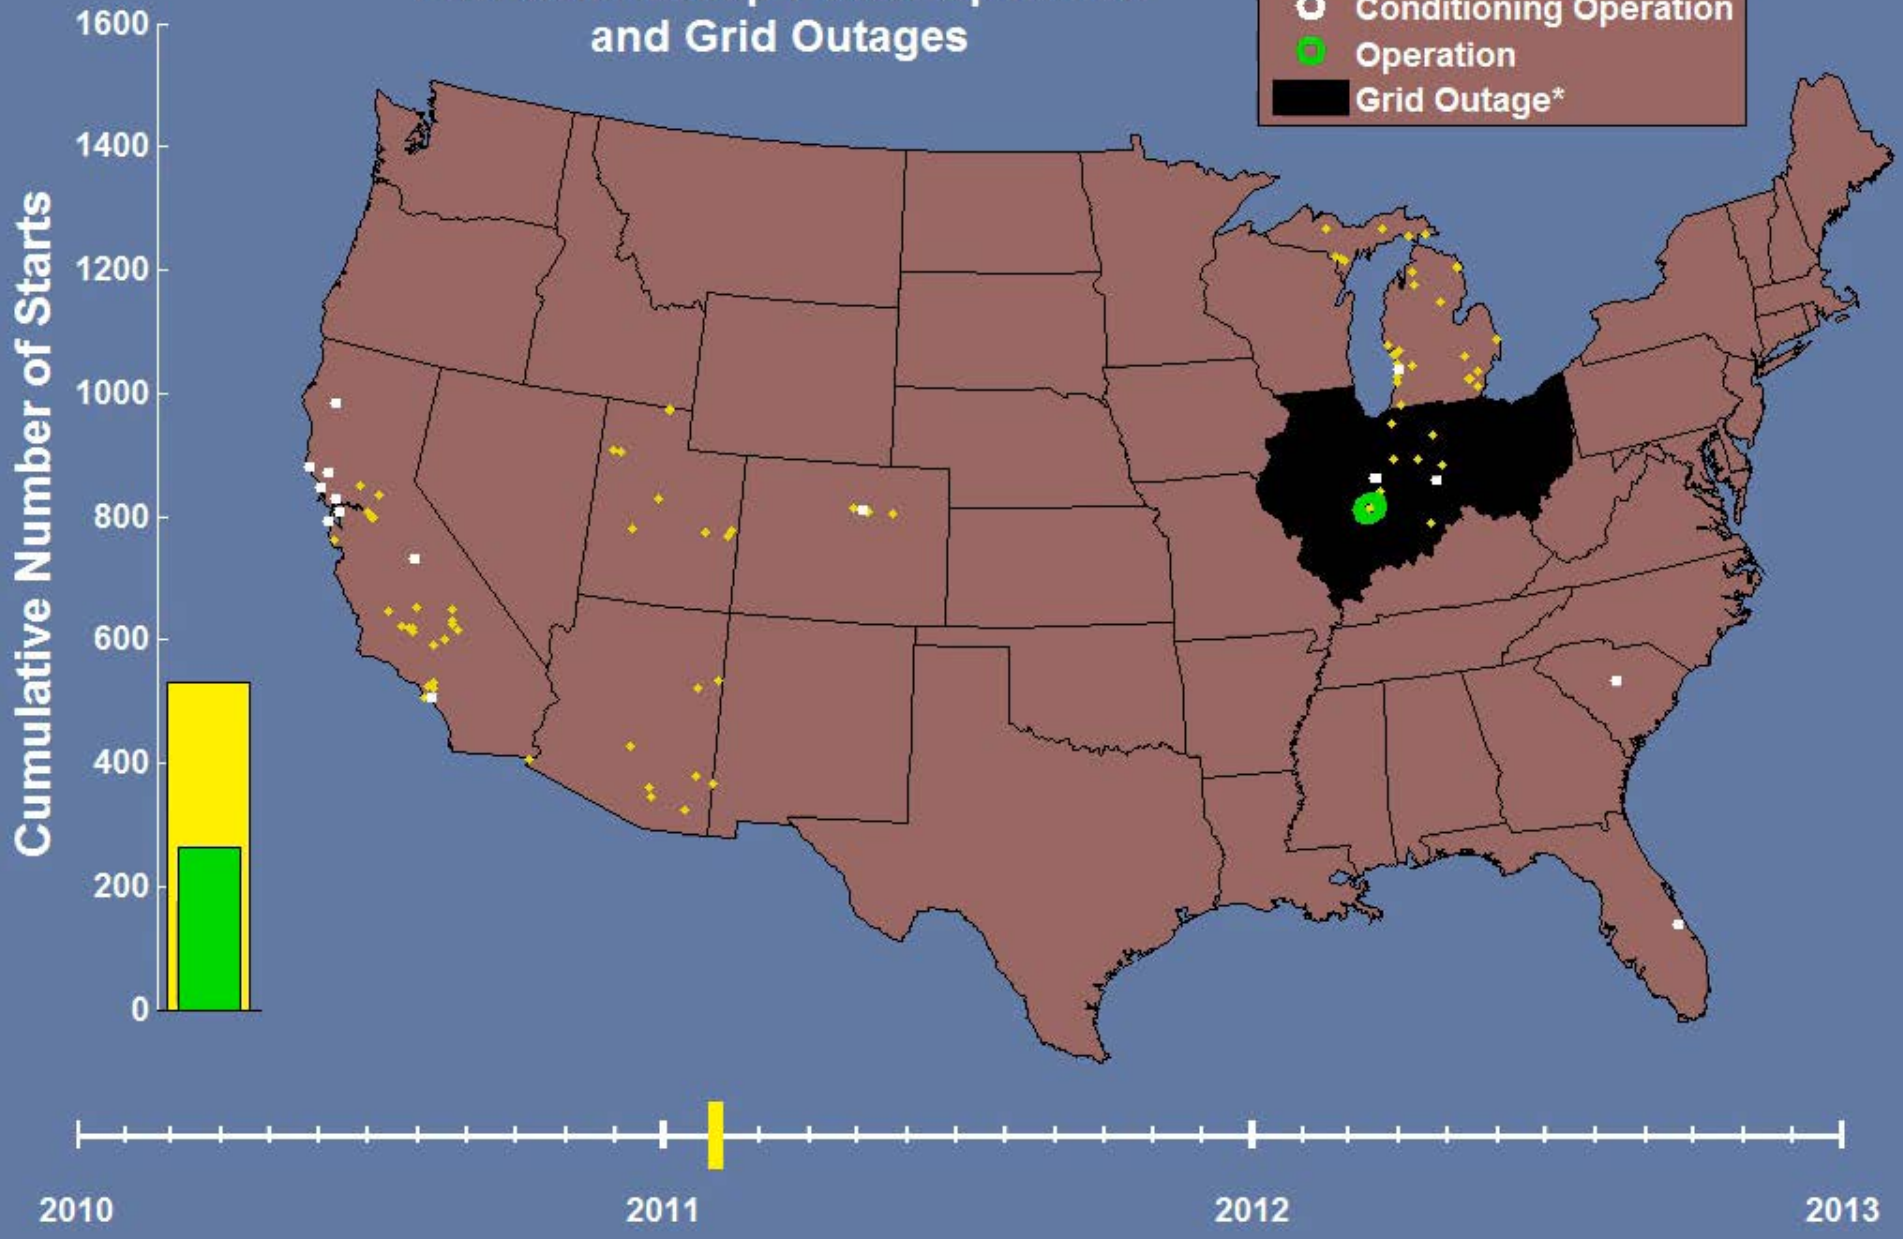 and Grid Outages
Conditioning Operation
Operation
Grid Outage*
Cumulative Number of Starts
1600
1400
1200
1000
800
600
400
200
0
2010
2011
2012
2013